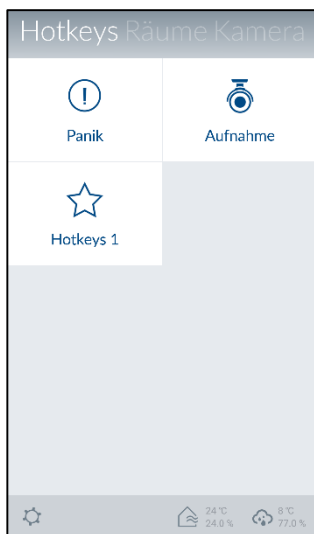 Hotkeys Räume Kamera
Panik
Aufnahme
Hotkeys 1
24 °C
24.0 %
8 °C
77.0 %